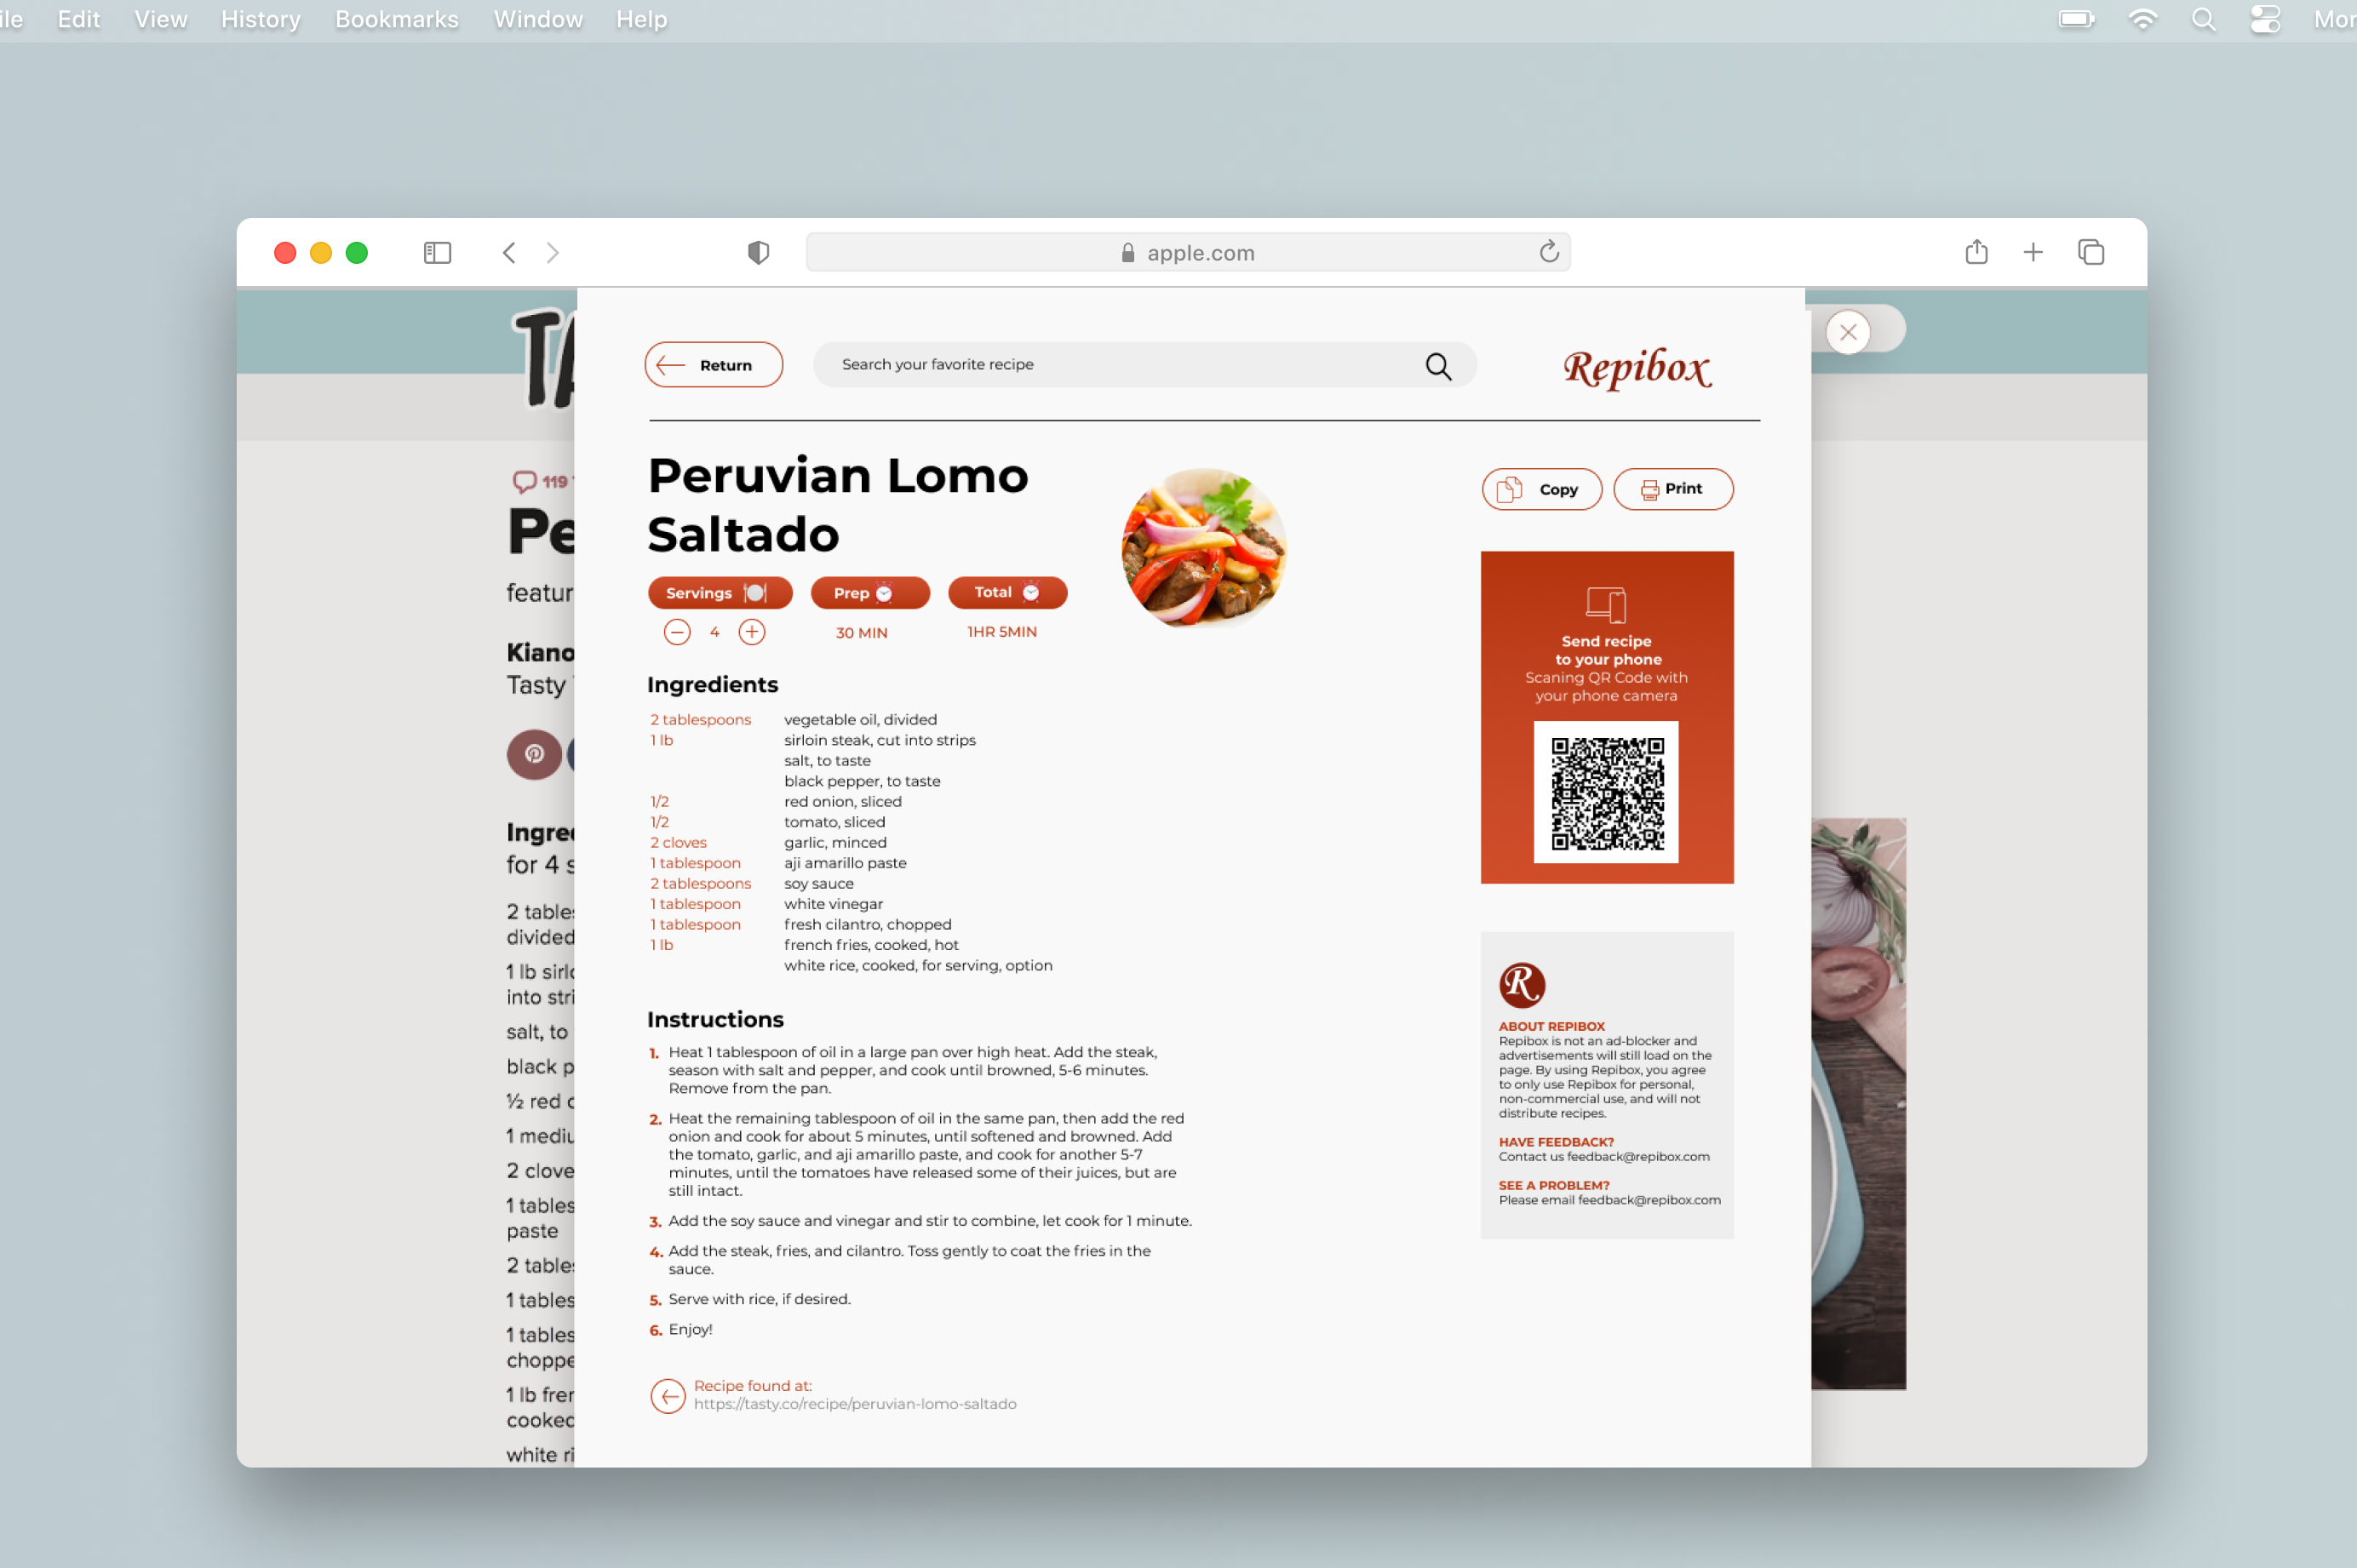 ile Edit View History Bookmarks Window Help Mon
apple.com
TA
119
Pe
featur
Kiano
Tasty
Ingre
for 4 s
2 table
divided
1 lb sirlo
into stri
salt, to
black p
½ red o
1 mediu
2 clove
1 tables
paste
2 table
1 tables
1 tables
choppe
1 lb fren
cooked
white ri
Return
Search your favorite recipe
Repibox
Peruvian Lomo
Saltado
Copy
Print
Servings
Prep
Total
4
30 MIN
1HR 5MIN
Ingredients
2 tablespoons vegetable oil, divided
1 lb sirloin steak, cut into strips
salt, to taste
black pepper, to taste
1/2 red onion, sliced
1/2 tomato, sliced
2 cloves garlic, minced
1 tablespoon aji amarillo paste
2 tablespoons soy sauce
1 tablespoon white vinegar
1 tablespoon fresh cilantro, chopped
1 lb french fries, cooked, hot
white rice, cooked, for serving, option
Instructions
1. Heat 1 tablespoon of oil in a large pan over high heat. Add the steak,
season with salt and pepper, and cook until browned, 5-6 minutes.
Remove from the pan.
2. Heat the remaining tablespoon of oil in the same pan, then add the red
onion and cook for about 5 minutes, until softened and browned. Add
the tomato, garlic, and aji amarillo paste, and cook for another 5-7
minutes, until the tomatoes have released some of their juices, but are
still intact.
3. Add the soy sauce and vinegar and stir to combine, let cook for 1 minute.
4. Add the steak, fries, and cilantro. Toss gently to coat the fries in the
sauce.
5. Serve with rice, if desired.
6. Enjoy!
Recipe found at:
https://tasty.co/recipe/peruvian-lomo-saltado
Send recipe
to your phone
Scaning QR Code with
your phone camera
R
ABOUT REPIBOX
Repibox is not an ad-blocker and
advertisements will still load on the
page. By using Repibox, you agree
to only use Repibox for personal,
non-commercial use, and will not
distribute recipes.
HAVE FEEDBACK?
Contact us feedback@repibox.com
SEE A PROBLEM?
Please email feedback@repibox.com